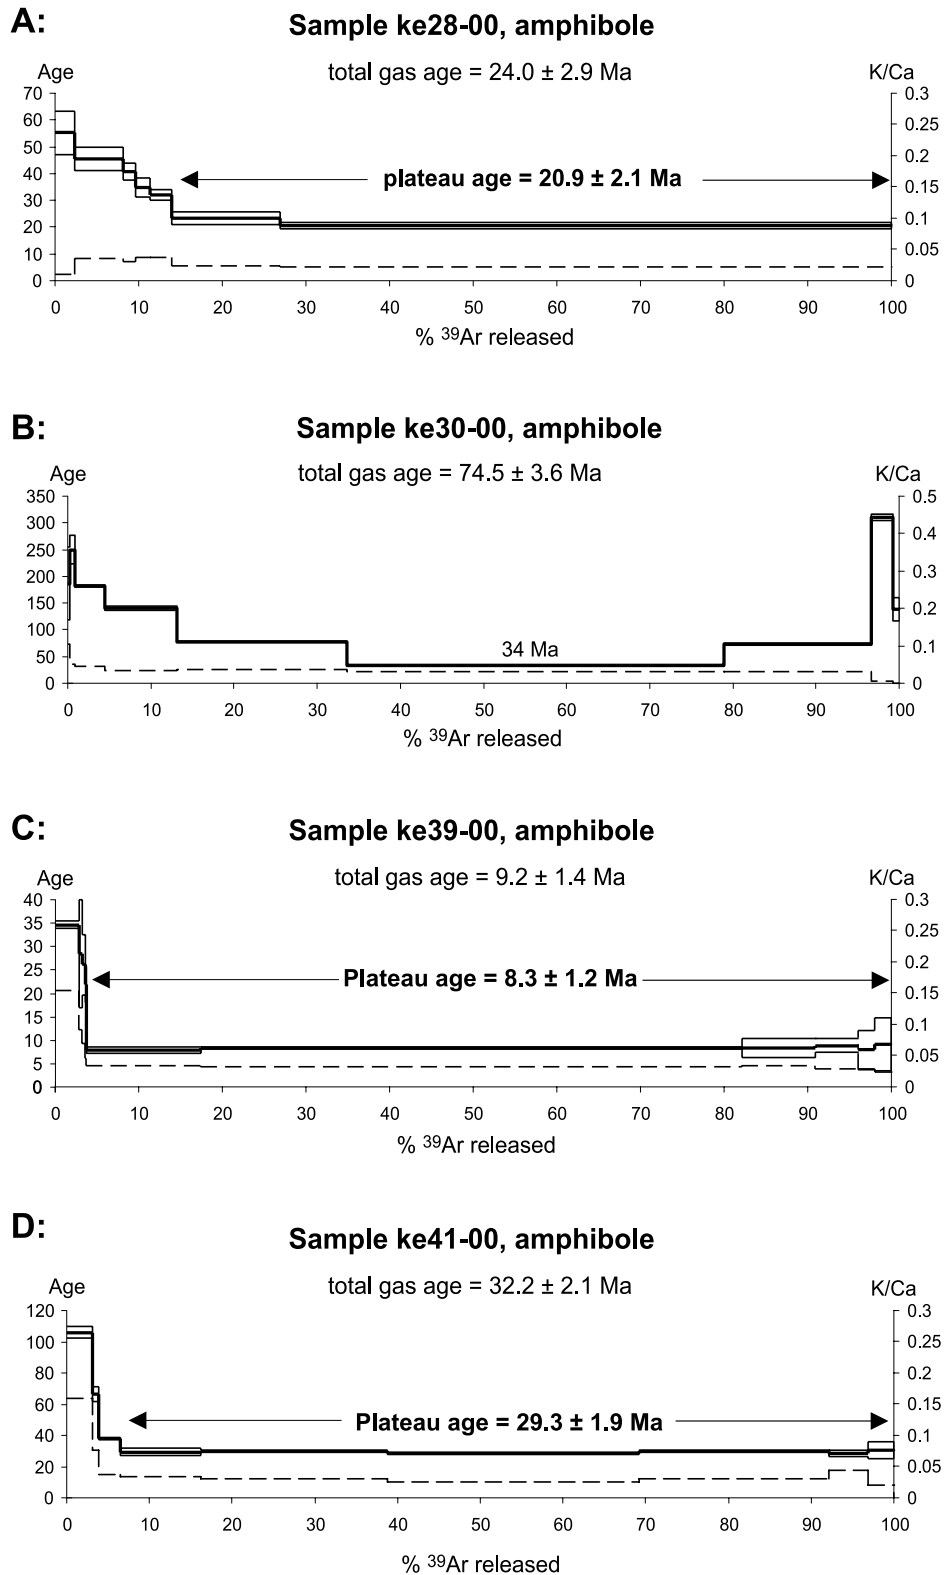 A: Sample ke28-00, amphibole
total gas age = 24.0 ± 2.9 Ma
Age K/Ca
70 0.3
60 0.25
50 0.2
40 plateau age = 20.9 ± 2.1 Ma 0.15
30
20 0.1
10 0.05
0 0
0 10 20 30 40 50 60 70 80 90 100
% ³⁹Ar released
B: Sample ke30-00, amphibole
total gas age = 74.5 ± 3.6 Ma
Age K/Ca
350 0.5
300 0.4
250
200 0.3
150 0.2
100
50 34 Ma 0.1
0 0
0 10 20 30 40 50 60 70 80 90 100
% ³⁹Ar released
C: Sample ke39-00, amphibole
total gas age = 9.2 ± 1.4 Ma
Age K/Ca
40 0.3
35 0.25
30
25 0.2
20 Plateau age = 8.3 ± 1.2 Ma 0.15
15 0.1
10
5 0.05
0 0
0 10 20 30 40 50 60 70 80 90 100
% ³⁹Ar released
D: Sample ke41-00, amphibole
total gas age = 32.2 ± 2.1 Ma
Age K/Ca
120 0.3
100 0.25
80 0.2
60 0.15
40 Plateau age = 29.3 ± 1.9 Ma 0.1
20 0.05
0 0
0 10 20 30 40 50 60 70 80 90 100
% ³⁹Ar released